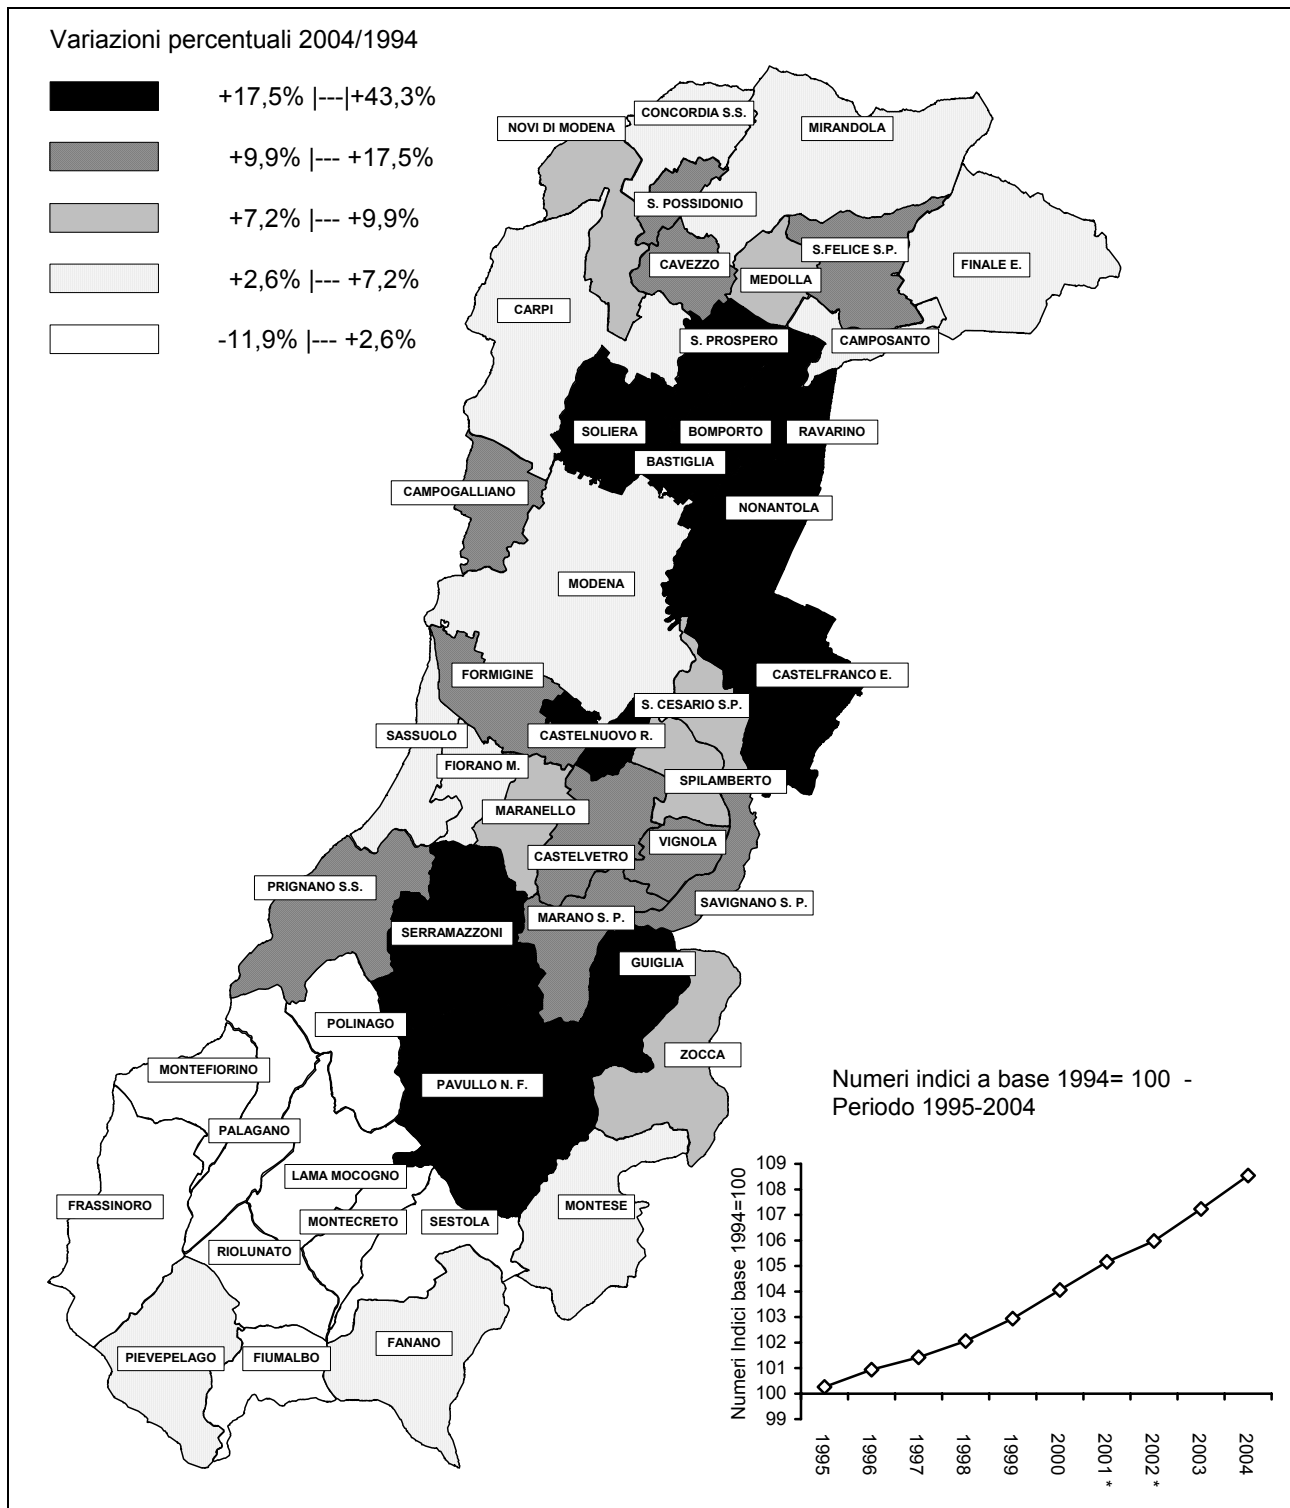 Variazioni percentuali 2004/1994
+17,5% |---|+43,3%
+9,9% |--- +17,5%
+7,2% |--- +9,9%
+2,6% |--- +7,2%
-11,9% |--- +2,6%
CONCORDIA S.S.
NOVI DI MODENA
MIRANDOLA
S. POSSIDONIO
S.FELICE S.P.
CAVEZZO
FINALE E.
MEDOLLA
CARPI
S. PROSPERO
CAMPOSANTO
SOLIERA
BOMPORTO
RAVARINO
BASTIGLIA
CAMPOGALLIANO
NONANTOLA
MODENA
FORMIGINE
CASTELFRANCO E.
S. CESARIO S.P.
SASSUOLO
CASTELNUOVO R.
FIORANO M.
SPILAMBERTO
MARANELLO
VIGNOLA
CASTELVETRO
PRIGNANO S.S.
SAVIGNANO S. P.
MARANO S. P.
SERRAMAZZONI
GUIGLIA
POLINAGO
ZOCCA
MONTEFIORINO
PAVULLO N. F.
PALAGANO
LAMA MOCOGNO
FRASSINORO
MONTESE
MONTECRETO
SESTOLA
RIOLUNATO
FANANO
PIEVEPELAGO
FIUMALBO
Numeri indici a base 1994= 100 -
Periodo 1995-2004
Numeri Indici base 1994=100
109
108
107
106
105
104
103
102
101
100
99
1995
1996
1997
1998
1999
2000
2001 *
2002 *
2003
2004